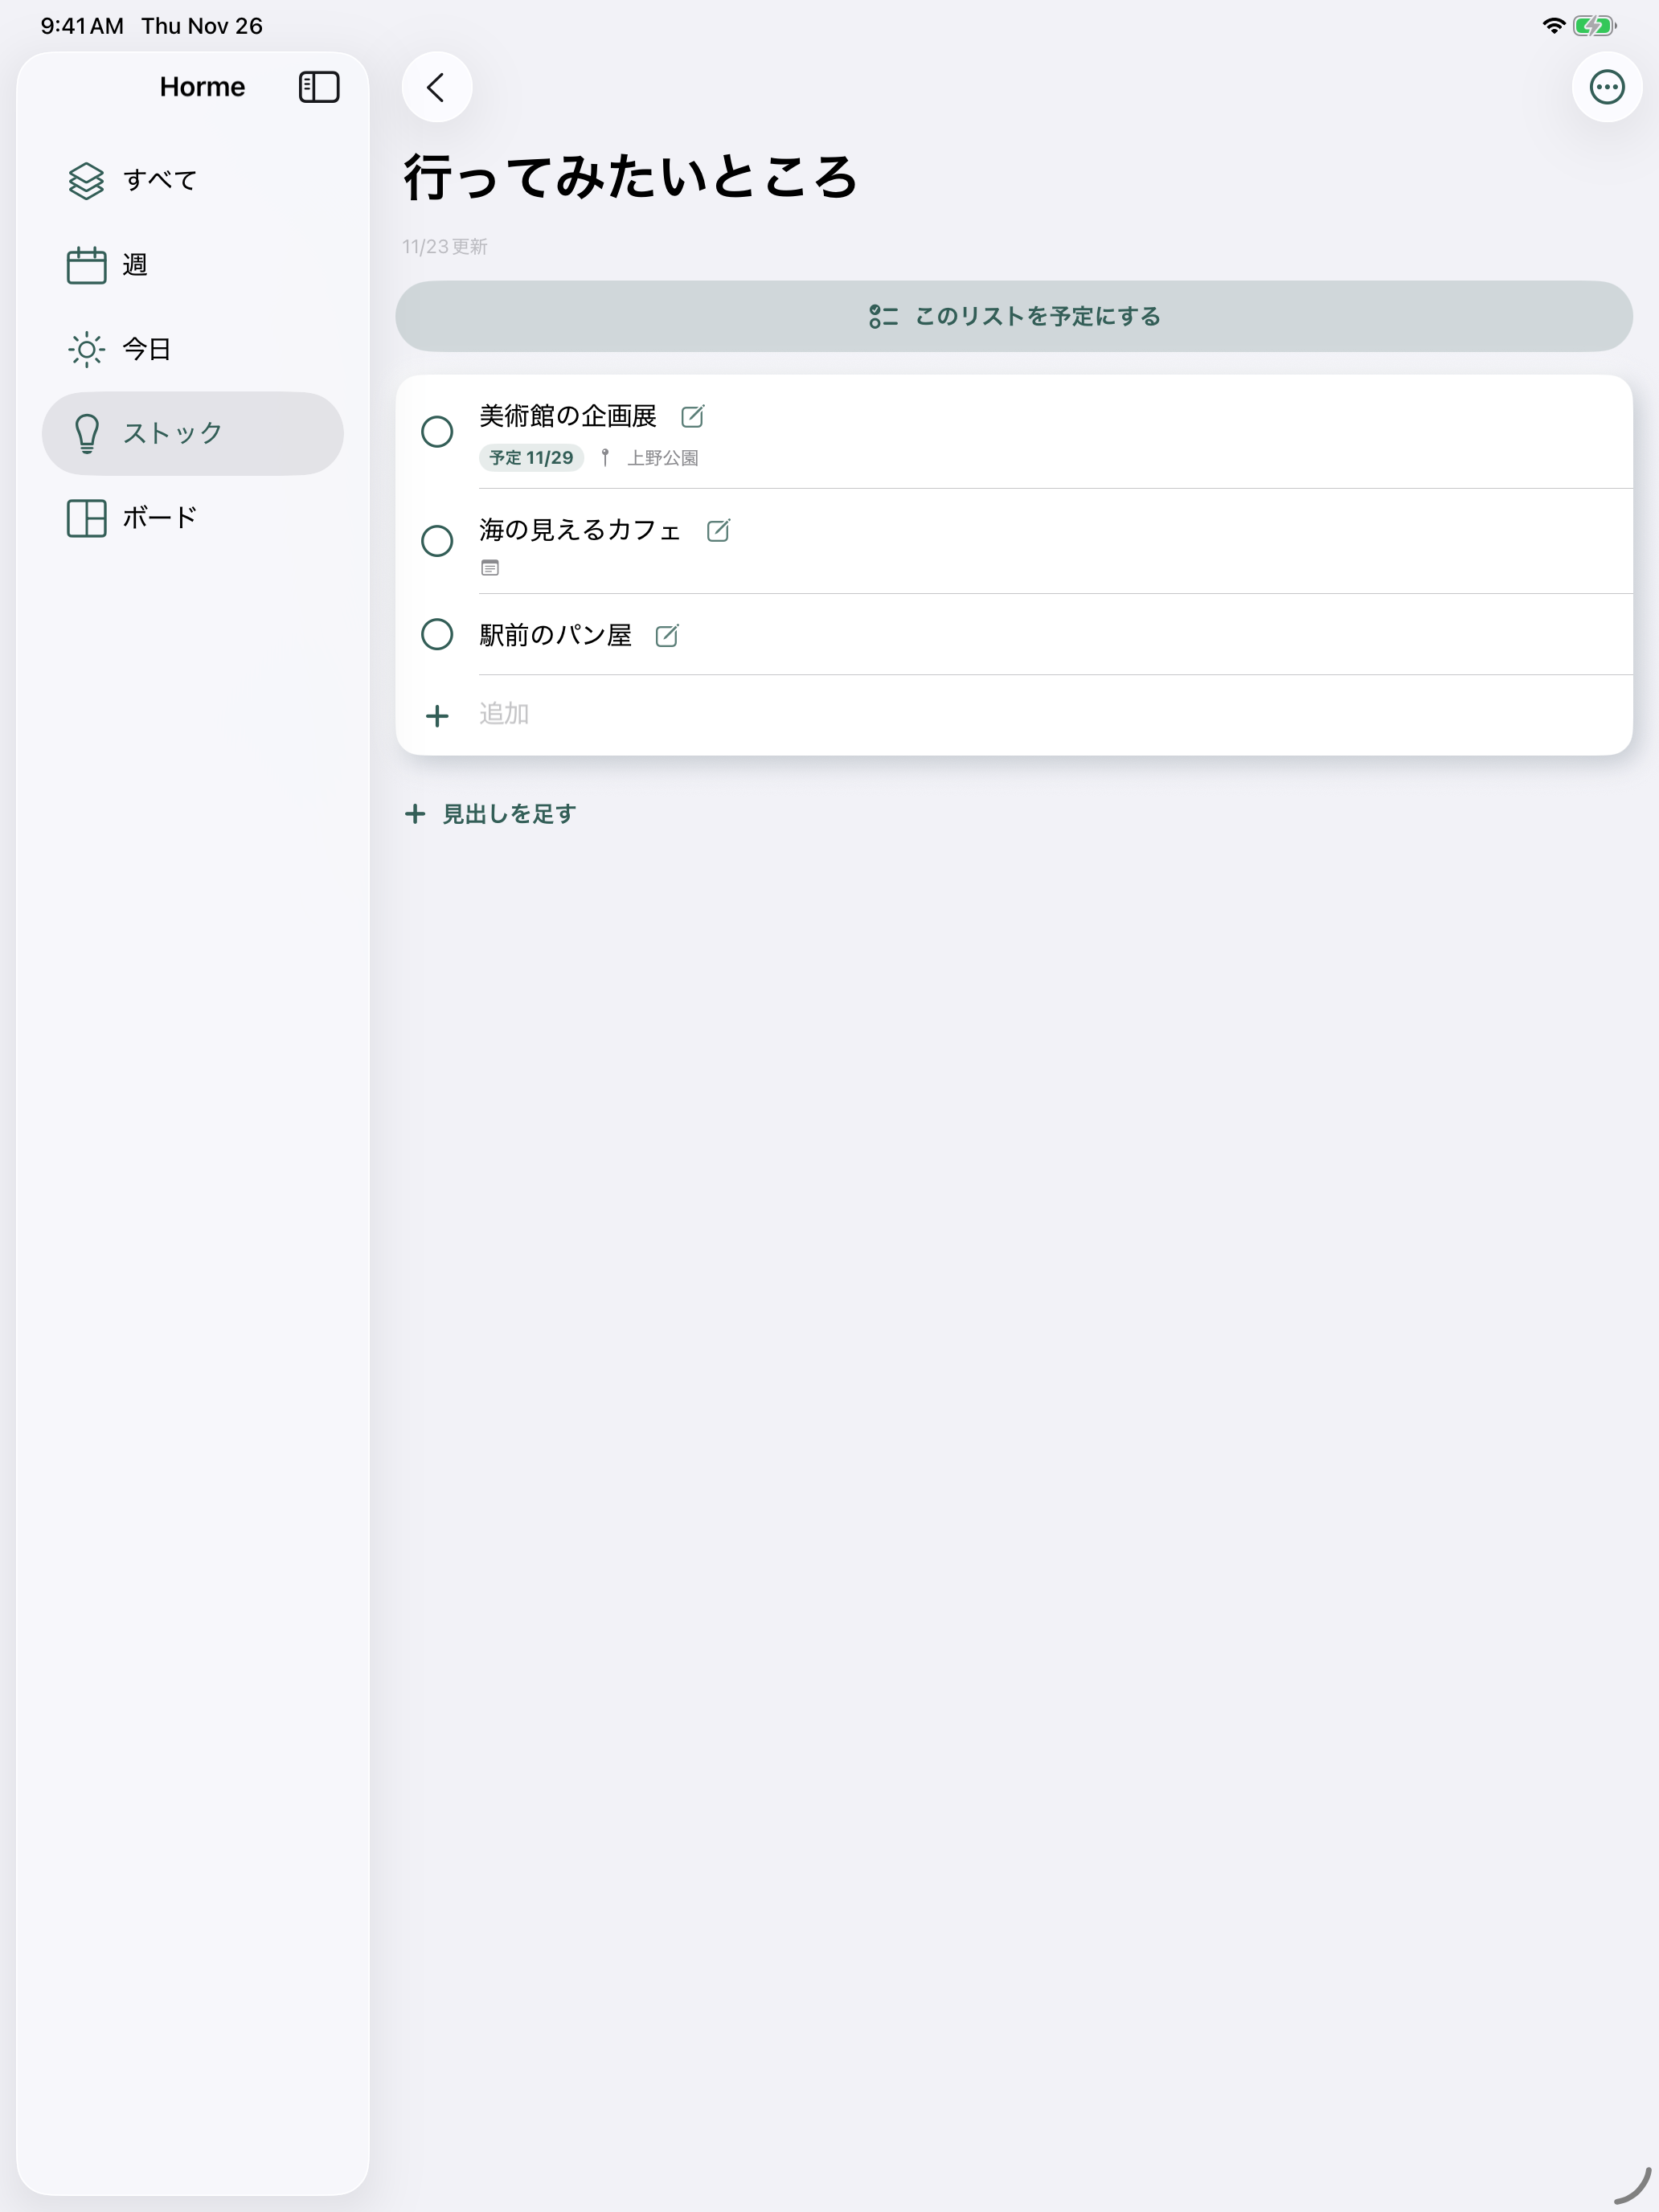 9:41 AM Thu Nov 26
Horme
すべて
週
今日
ストック
ボード
行ってみたいところ
11/23更新
このリストを予定にする
美術館の企画展
予定 11/29 上野公園
海の見えるカフェ
駅前のパン屋
追加
見出しを足す